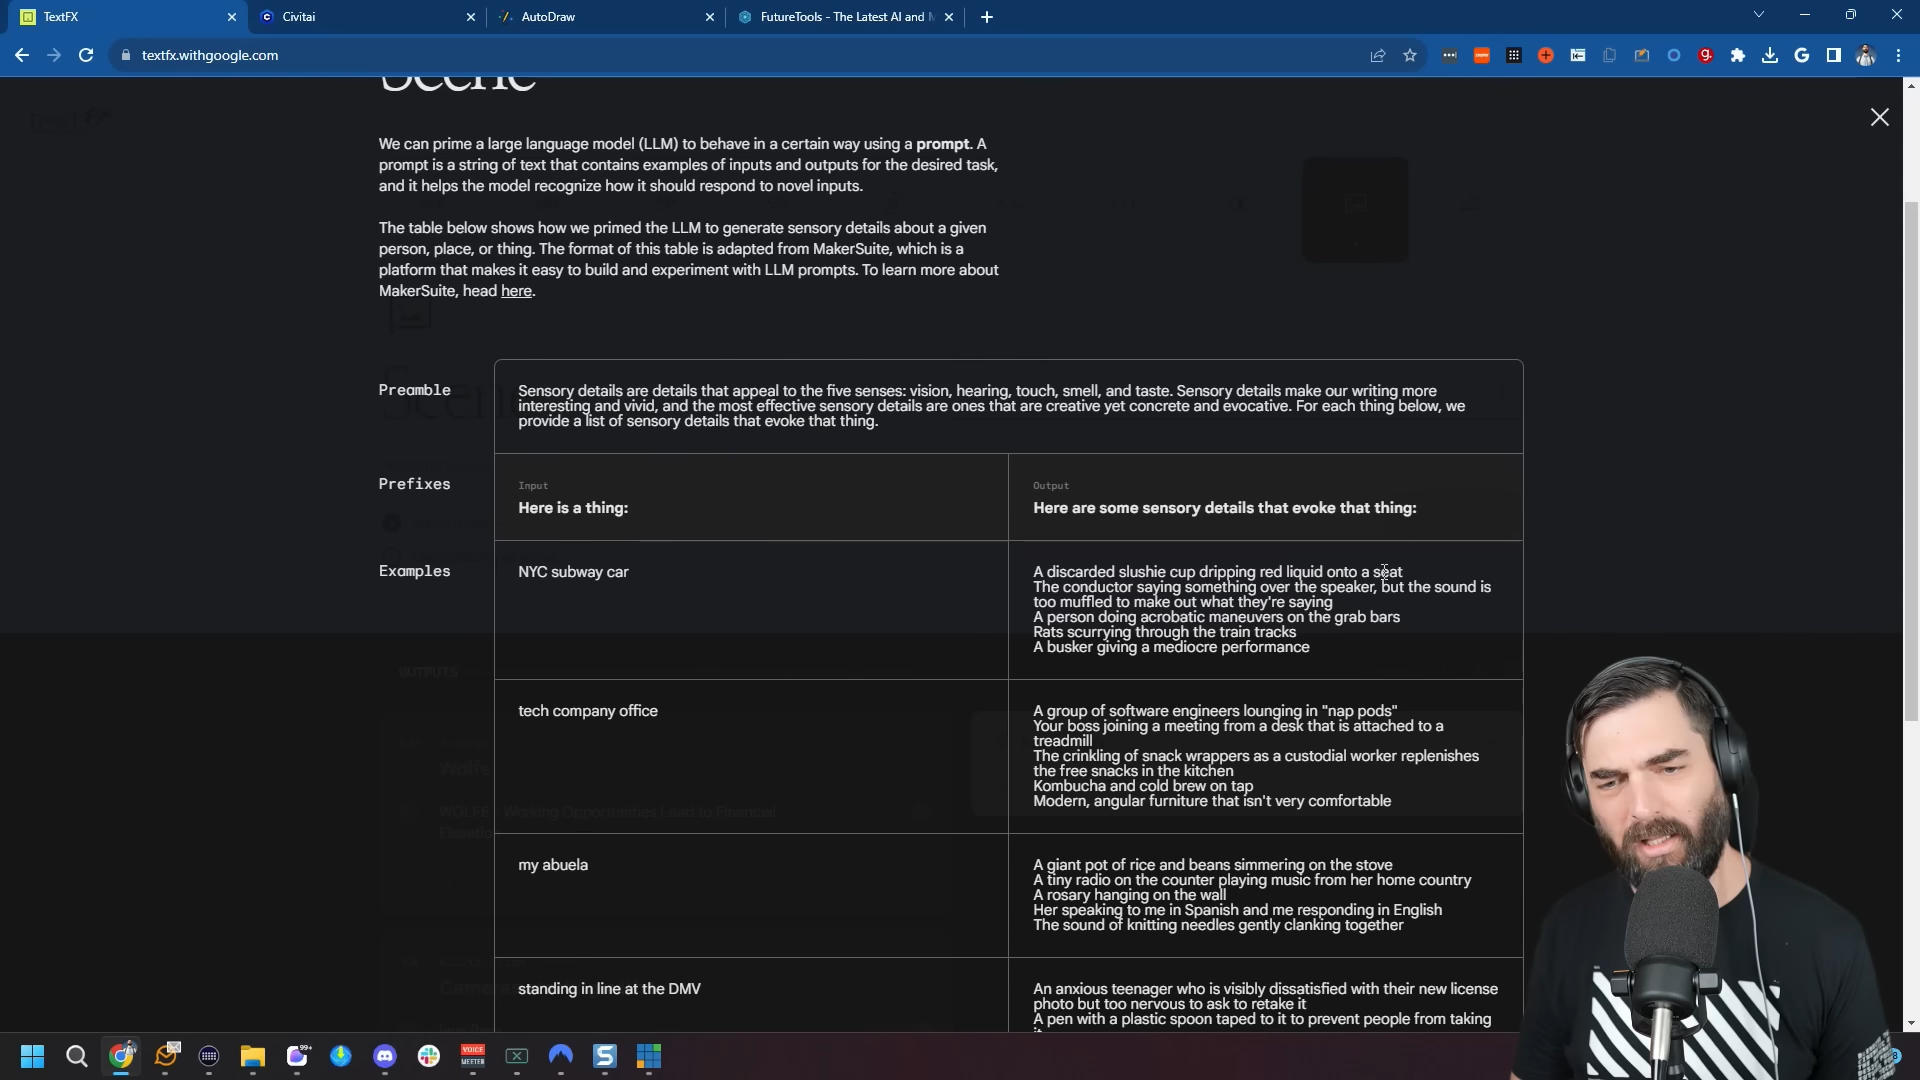 TextFX
Civitai
AutoDraw
FutureTools - The Latest AI and
textfx.withgoogle.com
Scene
We can prime a large language model (LLM) to behave in a certain way using a prompt. A
prompt is a string of text that contains examples of inputs and outputs for the desired task,
and it helps the model recognize how it should respond to novel inputs.
The table below shows how we primed the LLM to generate sensory details about a given
person, place, or thing. The format of this table is adapted from MakerSuite, which is a
platform that makes it easy to build and experiment with LLM prompts. To learn more about
MakerSuite, head here.
Preamble
Sensory details are details that appeal to the five senses: vision, hearing, touch, smell, and taste. Sensory details make our writing more
interesting and vivid, and the most effective sensory details are ones that are creative yet concrete and evocative. For each thing below, we
provide a list of sensory details that evoke that thing.
Prefixes
Input
Here is a thing:
Output
Here are some sensory details that evoke that thing:
Examples
NYC subway car
A discarded slushie cup dripping red liquid onto a seat
The conductor saying something over the speaker, but the sound is
too muffled to make out what they're saying
A person doing acrobatic maneuvers on the grab bars
Rats scurrying through the train tracks
A busker giving a mediocre performance
OUTPUTS
tech company office
A group of software engineers lounging in "nap pods"
Your boss joining a meeting from a desk that is attached to a
treadmill
The crinkling of snack wrappers as a custodial worker replenishes
the free snacks in the kitchen
Kombucha and cold brew on tap
Modern, angular furniture that isn't very comfortable
Wolfe
WOLFE - Working Opportunities Lead to Financial
my abuela
A giant pot of rice and beans simmering on the stove
A tiny radio on the counter playing music from her home country
A rosary hanging on the wall
Her speaking to me in Spanish and me responding in English
The sound of knitting needles gently clanking together
standing in line at the DMV
An anxious teenager who is visibly dissatisfied with their new license
photo but too nervous to ask to retake it
A pen with a plastic spoon taped to it to prevent people from taking
99+
VOICE
MEETER